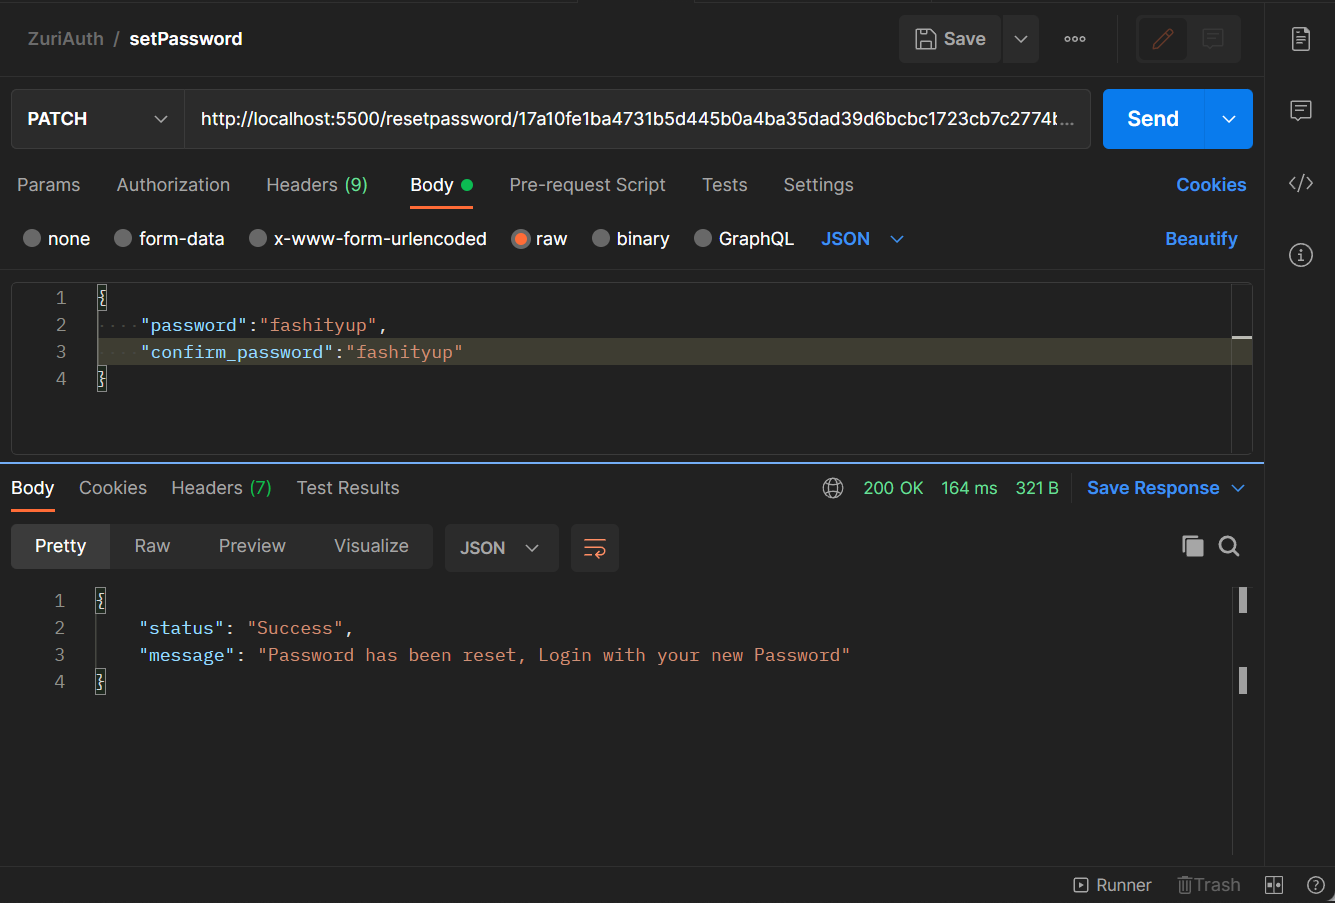 ZuriAuth / setPassword
Save
PATCH
http://localhost:5500/resetpassword/17a10fe1ba4731b5d445b0a4ba35dad39d6bcbc1723cb7c2774b...
Send
Params Authorization Headers (9) Body Pre-request Script Tests Settings Cookies
none form-data x-www-form-urlencoded raw binary GraphQL JSON Beautify
1 {
2 "password":"fashityup",
3 "confirm_password":"fashityup"
4 }
Body Cookies Headers (7) Test Results 200 OK 164 ms 321 B Save Response
Pretty Raw Preview Visualize JSON
1 {
2 "status": "Success",
3 "message": "Password has been reset, Login with your new Password"
4 }
Runner Trash